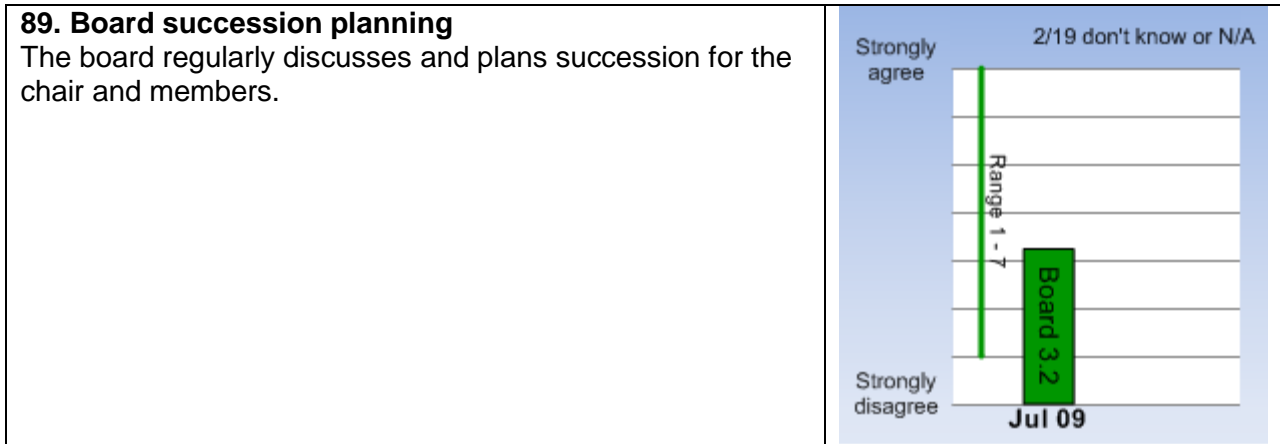 89. Board succession planning
The board regularly discusses and plans succession for the
chair and members.
2/19 don't know or N/A
Strongly
agree
Range 1 - 7
Board 3.2
Strongly
disagree
Jul 09